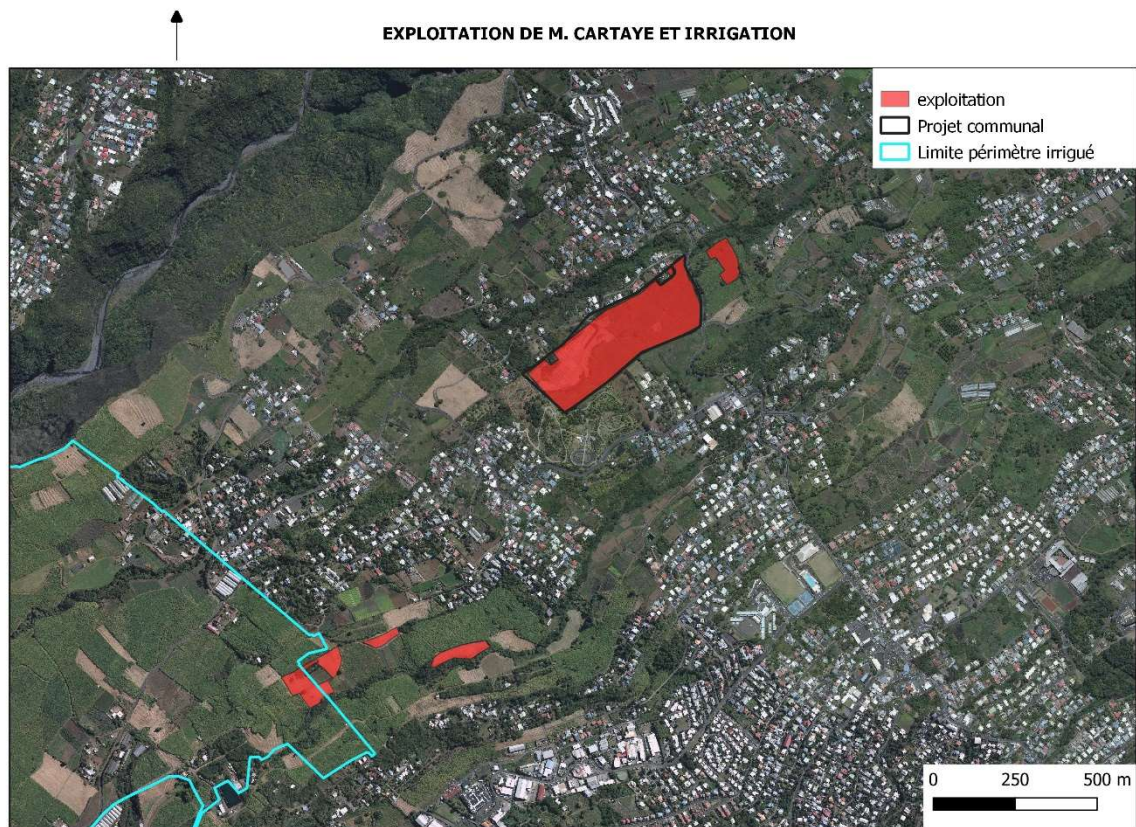 EXPLOITATION DE M. CARTAYE ET IRRIGATION
exploitation
Projet communal
Limite périmètre irrigué
0 250 500 m